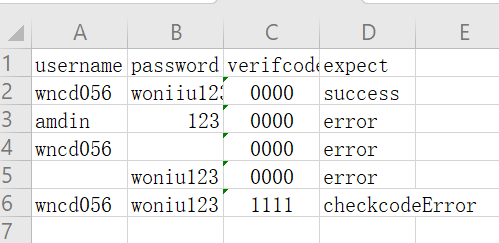 A B C D E
1 username password verifcode expect
2 wncd056 woniiu123 0000 success
3 amdin 123 0000 error
4 wncd056 0000 error
5 woniu123 0000 error
6 wncd056 woniu123 1111 checkcodeError
7